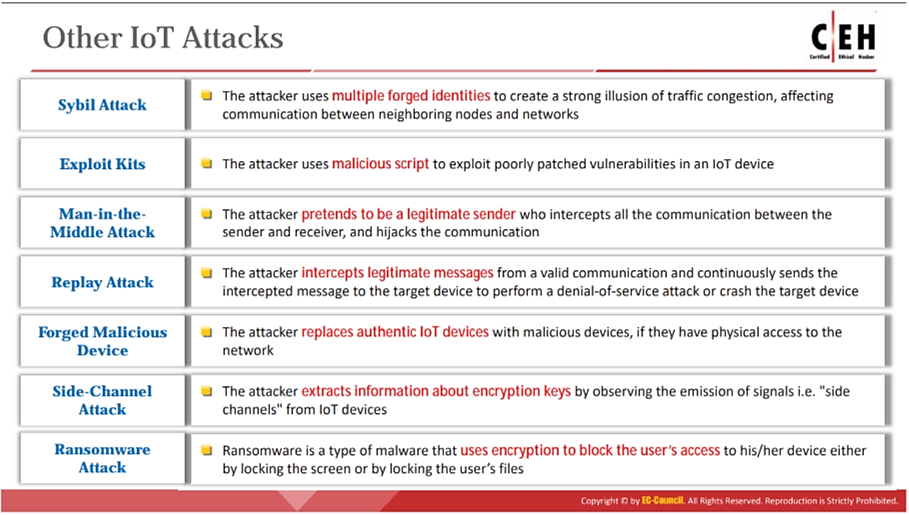 Other IoT Attacks
CEH
Certified Ethical Hacker
Sybil Attack
The attacker uses multiple forged identities to create a strong illusion of traffic congestion, affecting
communication between neighboring nodes and networks
Exploit Kits
The attacker uses malicious script to exploit poorly patched vulnerabilities in an IoT device
Man-in-the-
Middle Attack
The attacker pretends to be a legitimate sender who intercepts all the communication between the
sender and receiver, and hijacks the communication
Replay Attack
The attacker intercepts legitimate messages from a valid communication and continuously sends the
intercepted message to the target device to perform a denial-of-service attack or crash the target device
Forged Malicious
Device
The attacker replaces authentic IoT devices with malicious devices, if they have physical access to the
network
Side-Channel
Attack
The attacker extracts information about encryption keys by observing the emission of signals i.e. "side
channels" from IoT devices
Ransomware
Attack
Ransomware is a type of malware that uses encryption to block the user's access to his/her device either
by locking the screen or by locking the user's files
Copyright © by EC-Council. All Rights Reserved. Reproduction is Strictly Prohibited.